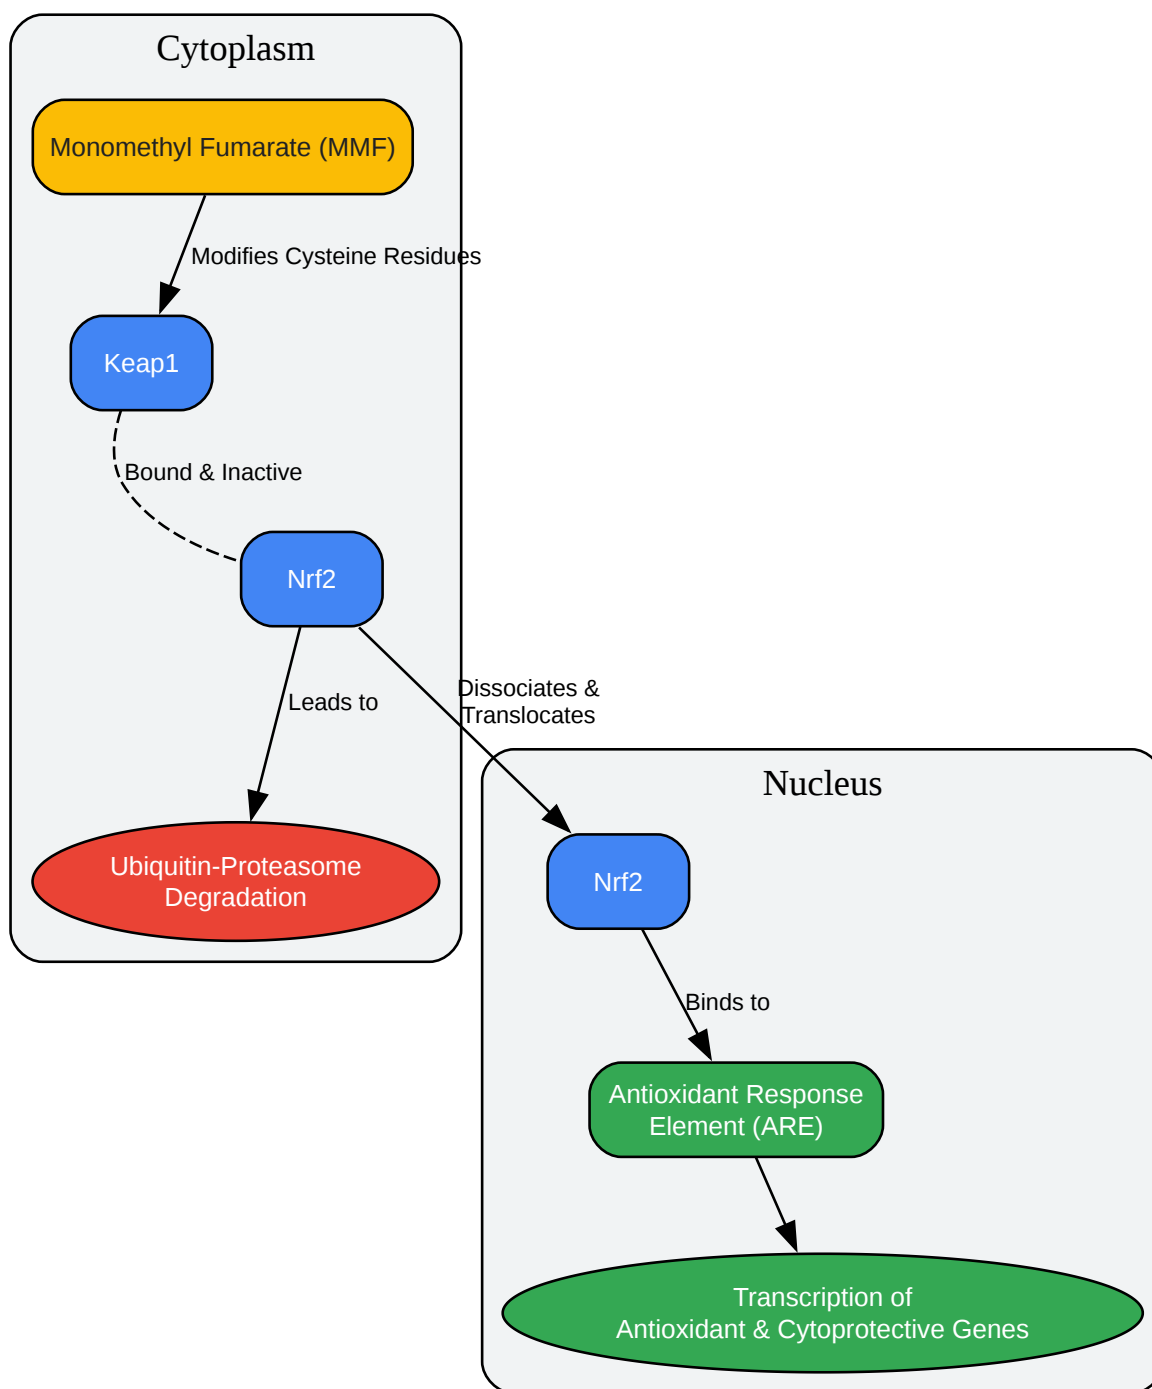 Cytoplasm
Monomethyl Fumarate (MMF)
Modifies Cysteine Residues
Keap1
Bound & Inactive
Nrf2
Leads to
Dissociates &
Translocates
Ubiquitin-Proteasome
Degradation
Nucleus
Nrf2
Binds to
Antioxidant Response
Element (ARE)
Transcription of
Antioxidant & Cytoprotective Genes